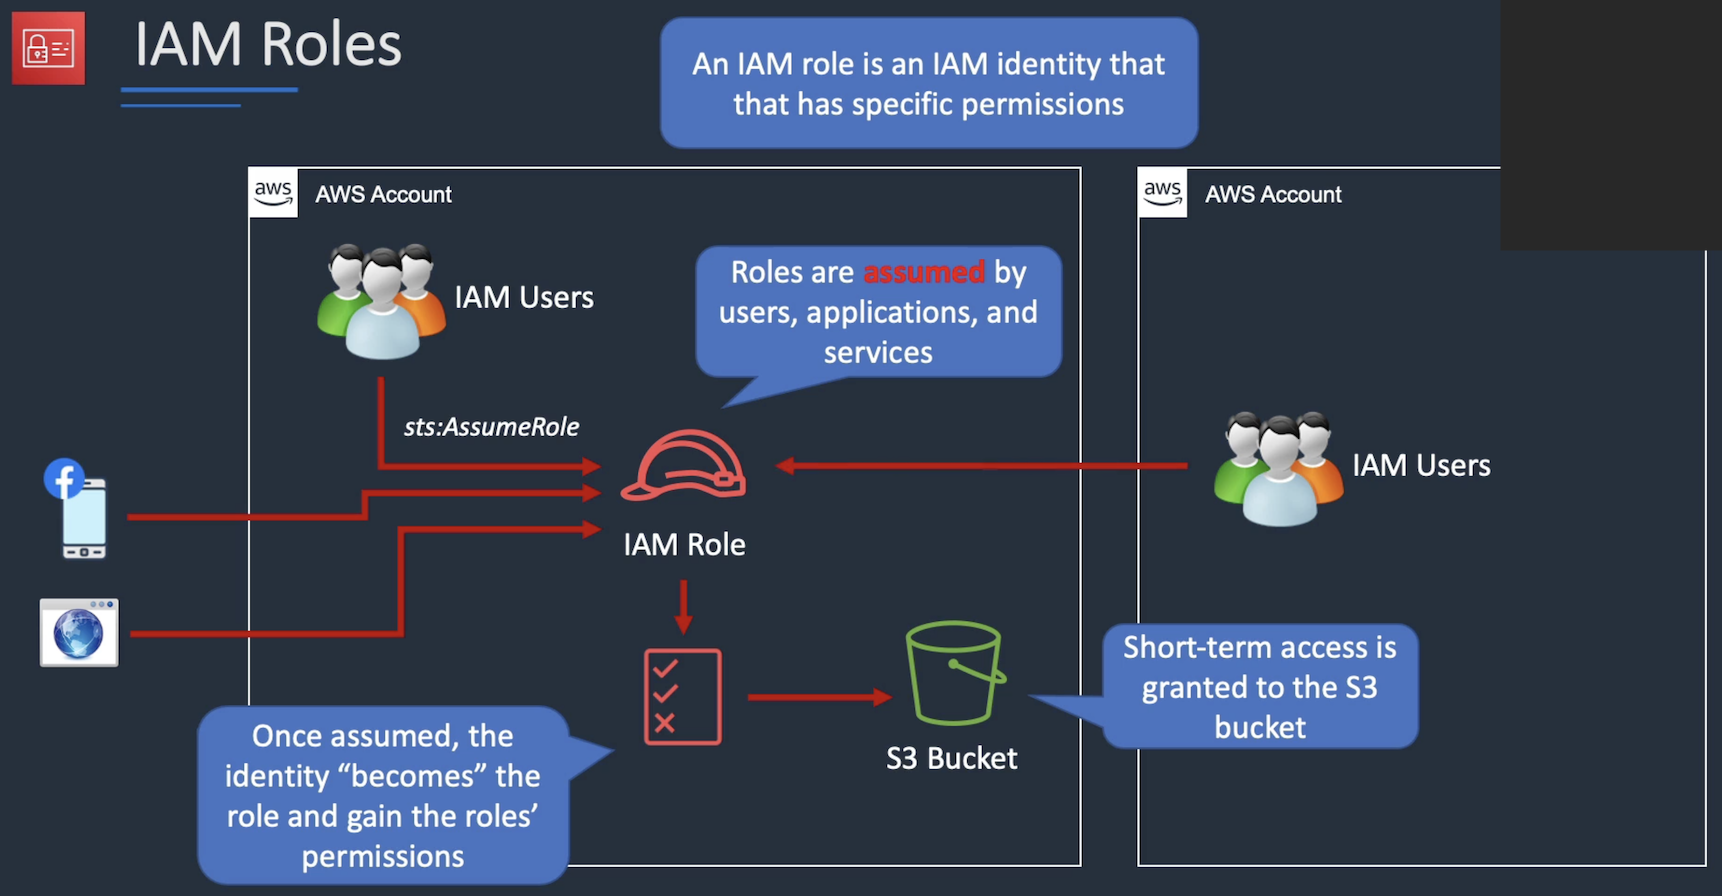 IAM Roles
An IAM role is an IAM identity that
that has specific permissions
aws
AWS Account
aws
AWS Account
IAM Users
Roles are assumed by
users, applications, and
services
sts:AssumeRole
f
IAM Users
IAM Role
Short-term access is
granted to the S3
bucket
Once assumed, the
identity “becomes” the
role and gain the roles’
permissions
S3 Bucket